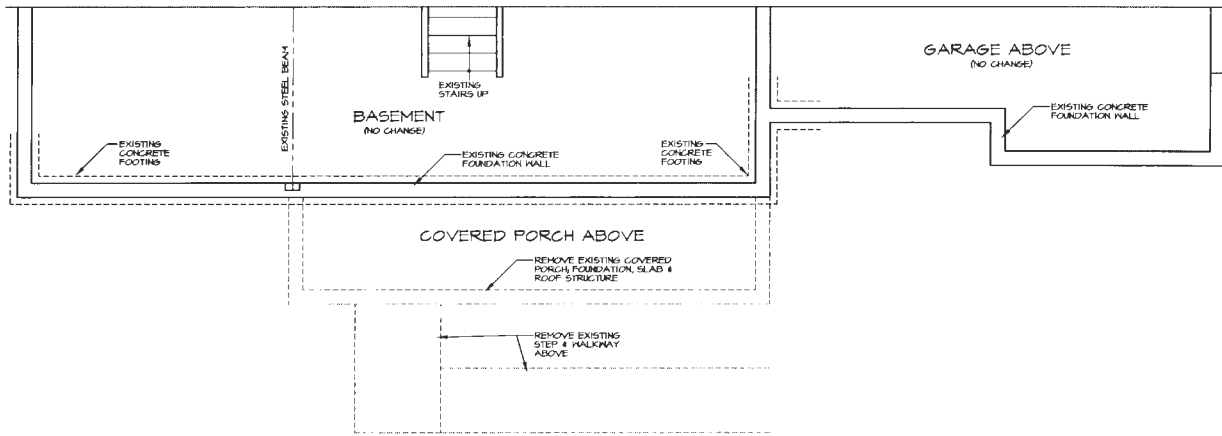 EXISTING STEEL BEAM
EXISTING
STAIRS UP
BASEMENT
(NO CHANGE)
GARAGE ABOVE
(NO CHANGE)
EXISTING CONCRETE
FOUNDATION WALL
EXISTING
CONCRETE
FOOTING
EXISTING CONCRETE
FOUNDATION WALL
EXISTING
CONCRETE
FOOTING
COVERED PORCH ABOVE
REMOVE EXISTING COVERED
PORCH, FOUNDATION, SLAB &
ROOF STRUCTURE
REMOVE EXISTING
STEP & WALKWAY
ABOVE